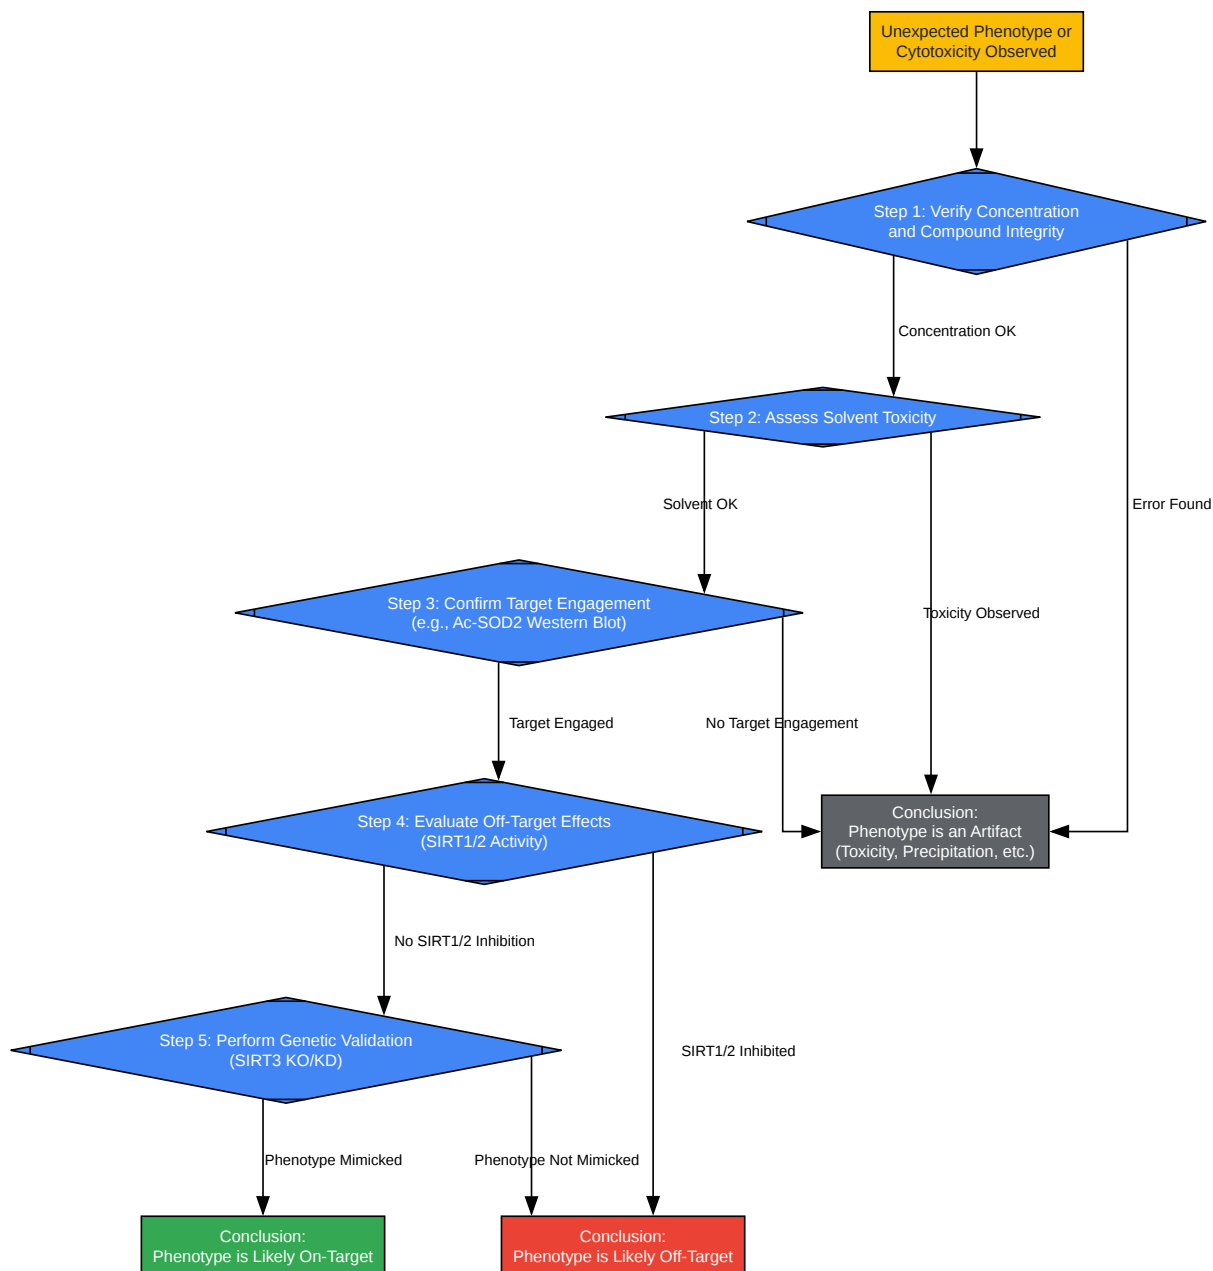 Unexpected Phenotype or
Cytotoxicity Observed
Step 1: Verify Concentration
and Compound Integrity
Concentration OK
Step 2: Assess Solvent Toxicity
Solvent OK
Error Found
Step 3: Confirm Target Engagement
(e.g., Ac-SOD2 Western Blot)
Toxicity Observed
Target Engaged
No Target Engagement
Step 4: Evaluate Off-Target Effects
(SIRT1/2 Activity)
Conclusion:
Phenotype is an Artifact
(Toxicity, Precipitation, etc.)
No SIRT1/2 Inhibition
Step 5: Perform Genetic Validation
(SIRT3 KO/KD)
SIRT1/2 Inhibited
Phenotype Mimicked
Phenotype Not Mimicked
Conclusion:
Phenotype is Likely On-Target
Conclusion:
Phenotype is Likely Off-Target